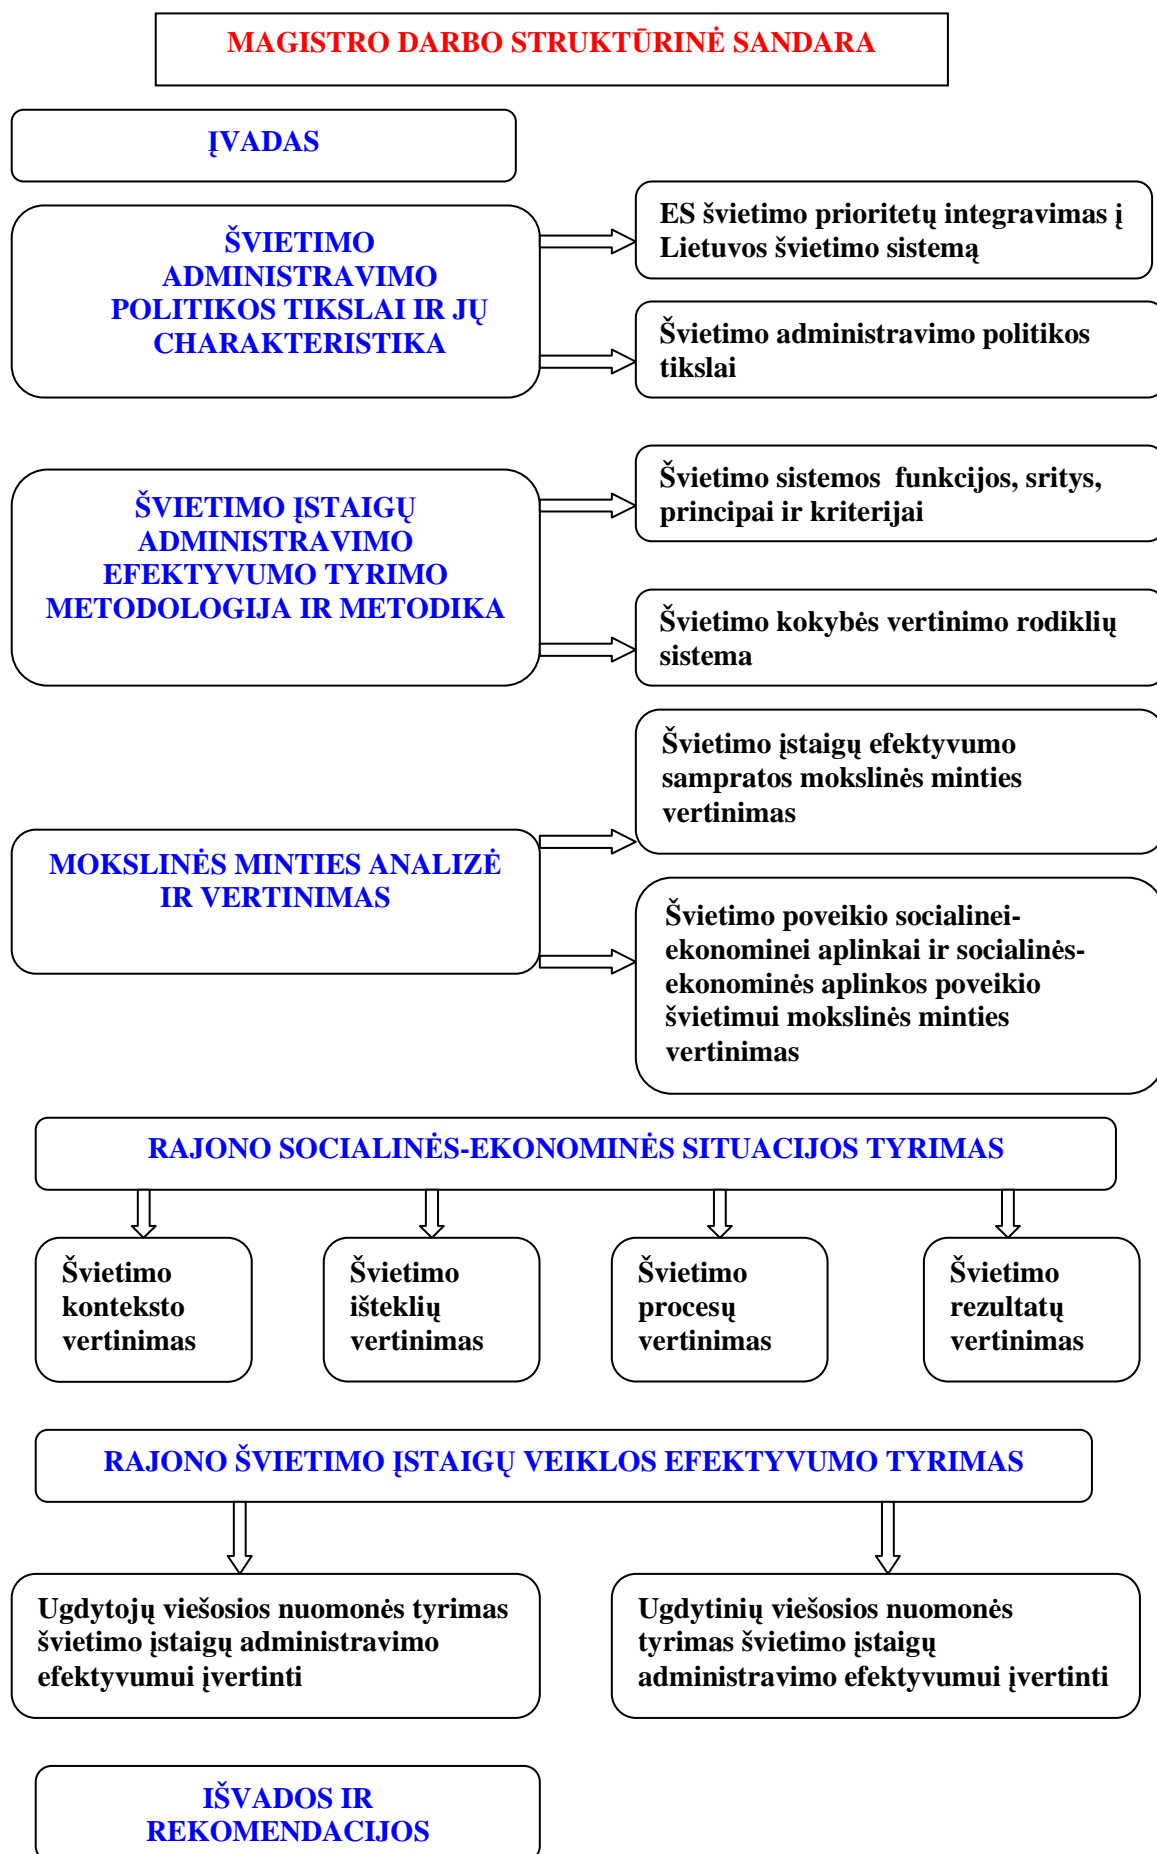 MAGISTRO DARBO STRUKTŪRINĖ SANDARA
ĮVADAS
ŠVIETIMO
ADMINISTRAVIMO
POLITIKOS TIKSLAI IR JŲ
CHARAKTERISTIKA
ES švietimo prioritetų integravimas į
Lietuvos švietimo sistemą
Švietimo administravimo politikos
tikslai
ŠVIETIMO ĮSTAIGŲ
ADMINISTRAVIMO
EFEKTYVUMO TYRIMO
METODOLOGIJA IR METODIKA
Švietimo sistemos funkcijos, sritys,
principai ir kriterijai
Švietimo kokybės vertinimo rodiklių
sistema
MOKSLINĖS MINTIES ANALIZĖ
IR VERTINIMAS
Švietimo įstaigų efektyvumo
sampratos mokslinės minties
vertinimas
Švietimo poveikio socialinei-
ekonominei aplinkai ir socialinės-
ekonominės aplinkos poveikio
švietimui mokslinės minties
vertinimas
RAJONO SOCIALINĖS-EKONOMINĖS SITUACIJOS TYRIMAS
Švietimo
konteksto
vertinimas
Švietimo
išteklių
vertinimas
Švietimo
procesų
vertinimas
Švietimo
rezultatų
vertinimas
RAJONO ŠVIETIMO ĮSTAIGŲ VEIKLOS EFEKTYVUMO TYRIMAS
Ugdytojų viešosios nuomonės tyrimas
švietimo įstaigų administravimo
efektyvumui įvertinti
Ugdytinių viešosios nuomonės
tyrimas švietimo įstaigų
administravimo efektyvumui įvertinti
IŠVADOS IR
REKOMENDACIJOS